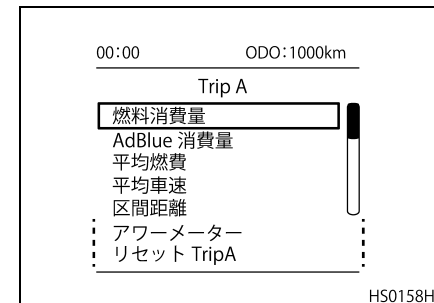 00:00 ODO:1000km
Trip A
燃料消費量
AdBlue 消費量
平均燃費
平均車速
区間距離
アワーメーター
リセット TripA
HS0158H